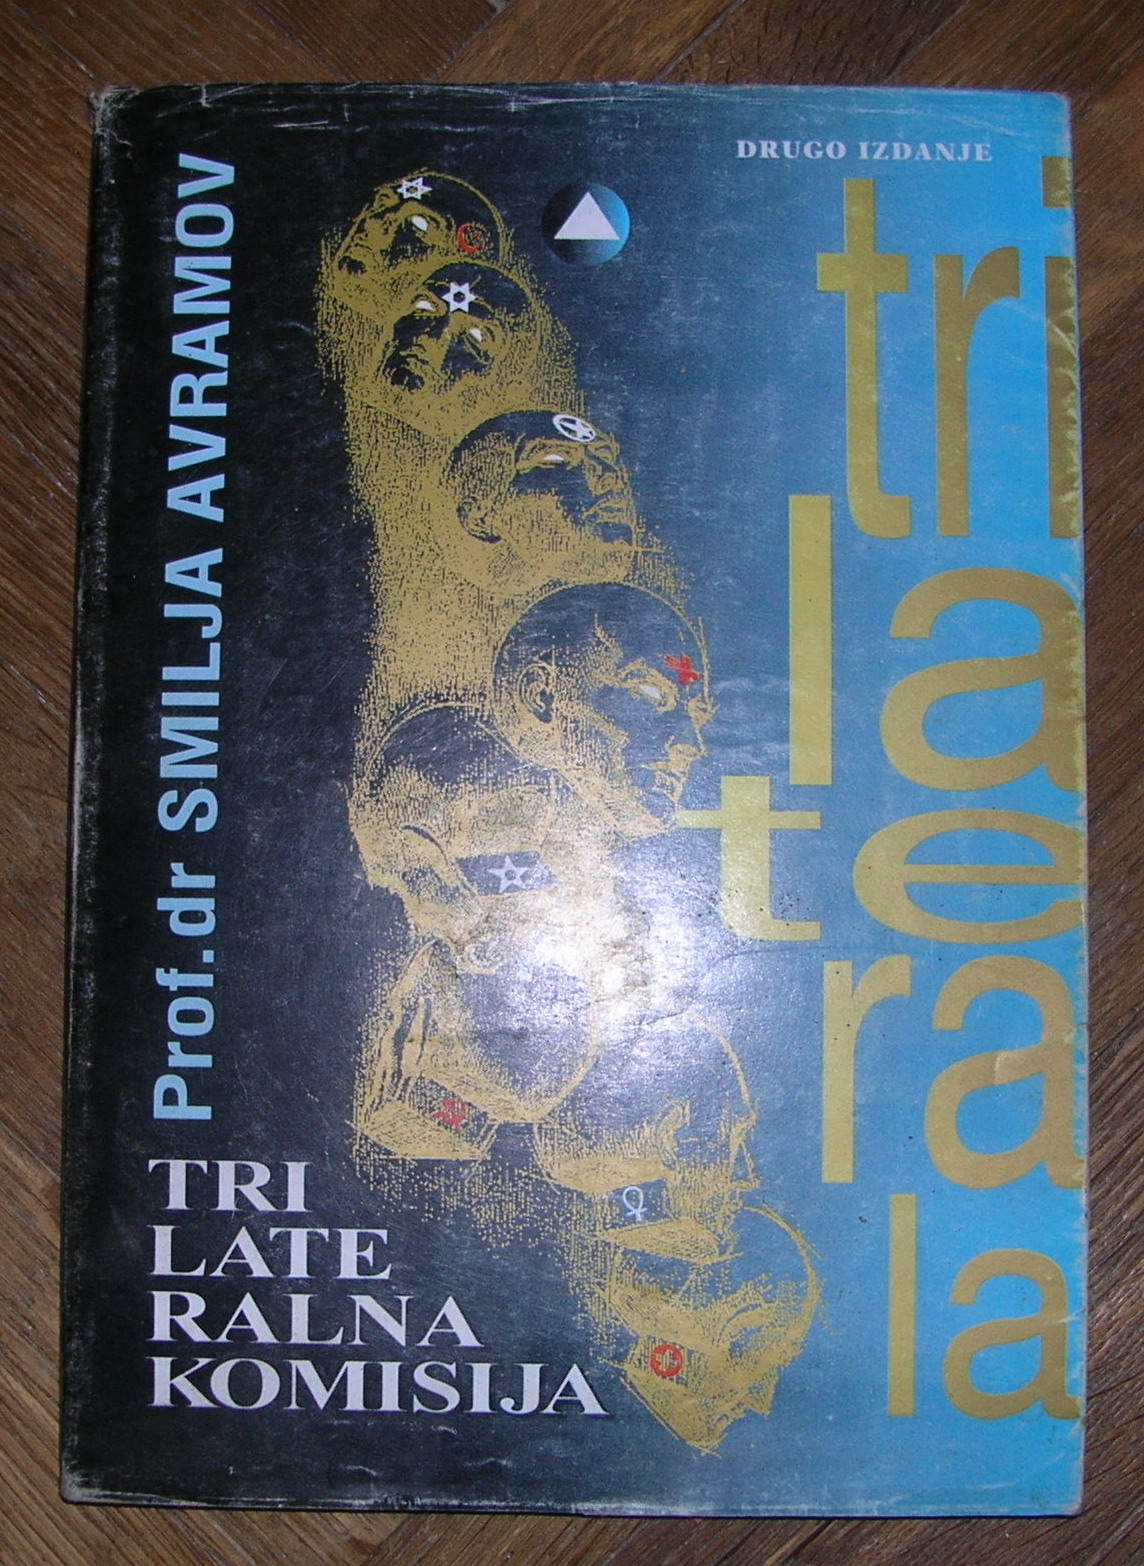 DRUGO IZDANJE
tri
la
te
ra
la
Prof.dr SMILJA AVRAMOV
TRI
LATE
RALNA
KOMISIJA